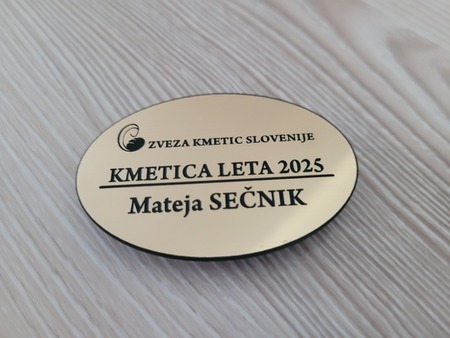 ZVEZA KMETIC SLOVENIJE
KMETICA LETA 2025
Mateja SEČNIK